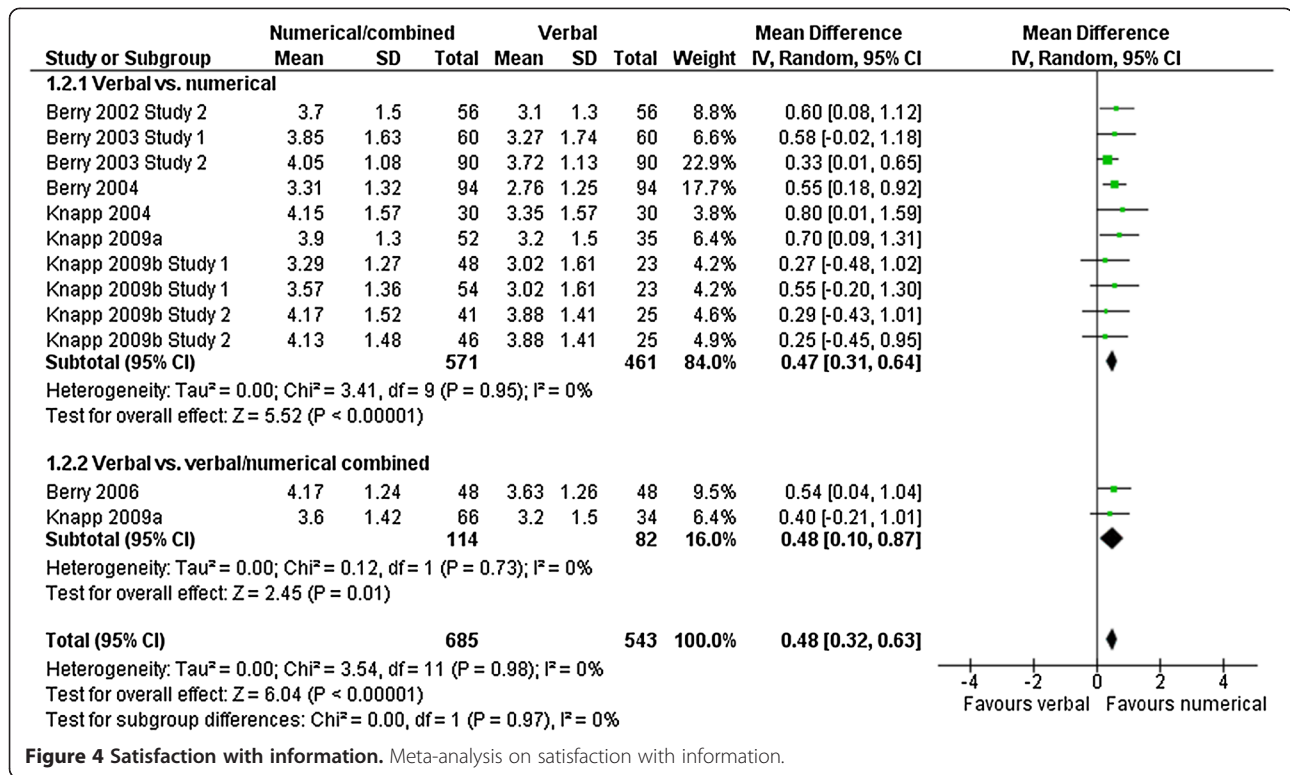 Numerical/combined Verbal Mean Difference Mean Difference
Study or Subgroup Mean SD Total Mean SD Total Weight IV, Random, 95% CI IV, Random, 95% CI
1.2.1 Verbal vs. numerical
Berry 2002 Study 2 3.7 1.5 56 3.1 1.3 56 8.8% 0.60 [0.08, 1.12]
Berry 2003 Study 1 3.85 1.63 60 3.27 1.74 60 6.6% 0.58 [-0.02, 1.18]
Berry 2003 Study 2 4.05 1.08 90 3.72 1.13 90 22.9% 0.33 [0.01, 0.65]
Berry 2004 3.31 1.32 94 2.76 1.25 94 17.7% 0.55 [0.18, 0.92]
Knapp 2004 4.15 1.57 30 3.35 1.57 30 3.8% 0.80 [0.01, 1.59]
Knapp 2009a 3.9 1.3 52 3.2 1.5 35 6.4% 0.70 [0.09, 1.31]
Knapp 2009b Study 1 3.29 1.27 48 3.02 1.61 23 4.2% 0.27 [-0.48, 1.02]
Knapp 2009b Study 1 3.57 1.36 54 3.02 1.61 23 4.2% 0.55 [-0.20, 1.30]
Knapp 2009b Study 2 4.17 1.52 41 3.88 1.41 25 4.6% 0.29 [-0.43, 1.01]
Knapp 2009b Study 2 4.13 1.48 46 3.88 1.41 25 4.9% 0.25 [-0.45, 0.95]
Subtotal (95% CI) 571 461 84.0% 0.47 [0.31, 0.64]
Heterogeneity: Tau² = 0.00; Chi² = 3.41, df = 9 (P = 0.95); I² = 0%
Test for overall effect: Z = 5.52 (P < 0.00001)
1.2.2 Verbal vs. verbal/numerical combined
Berry 2006 4.17 1.24 48 3.63 1.26 48 9.5% 0.54 [0.04, 1.04]
Knapp 2009a 3.6 1.42 66 3.2 1.5 34 6.4% 0.40 [-0.21, 1.01]
Subtotal (95% CI) 114 82 16.0% 0.48 [0.10, 0.87]
Heterogeneity: Tau² = 0.00; Chi² = 0.12, df = 1 (P = 0.73); I² = 0%
Test for overall effect: Z = 2.45 (P = 0.01)
Total (95% CI) 685 543 100.0% 0.48 [0.32, 0.63]
Heterogeneity: Tau² = 0.00; Chi² = 3.54, df = 11 (P = 0.98); I² = 0%
Test for overall effect: Z = 6.04 (P < 0.00001)
Test for subgroup differences: Chi² = 0.00, df = 1 (P = 0.97), I² = 0%
-4 -2 0 2 4
Favours verbal Favours numerical
Figure 4 Satisfaction with information. Meta-analysis on satisfaction with information.